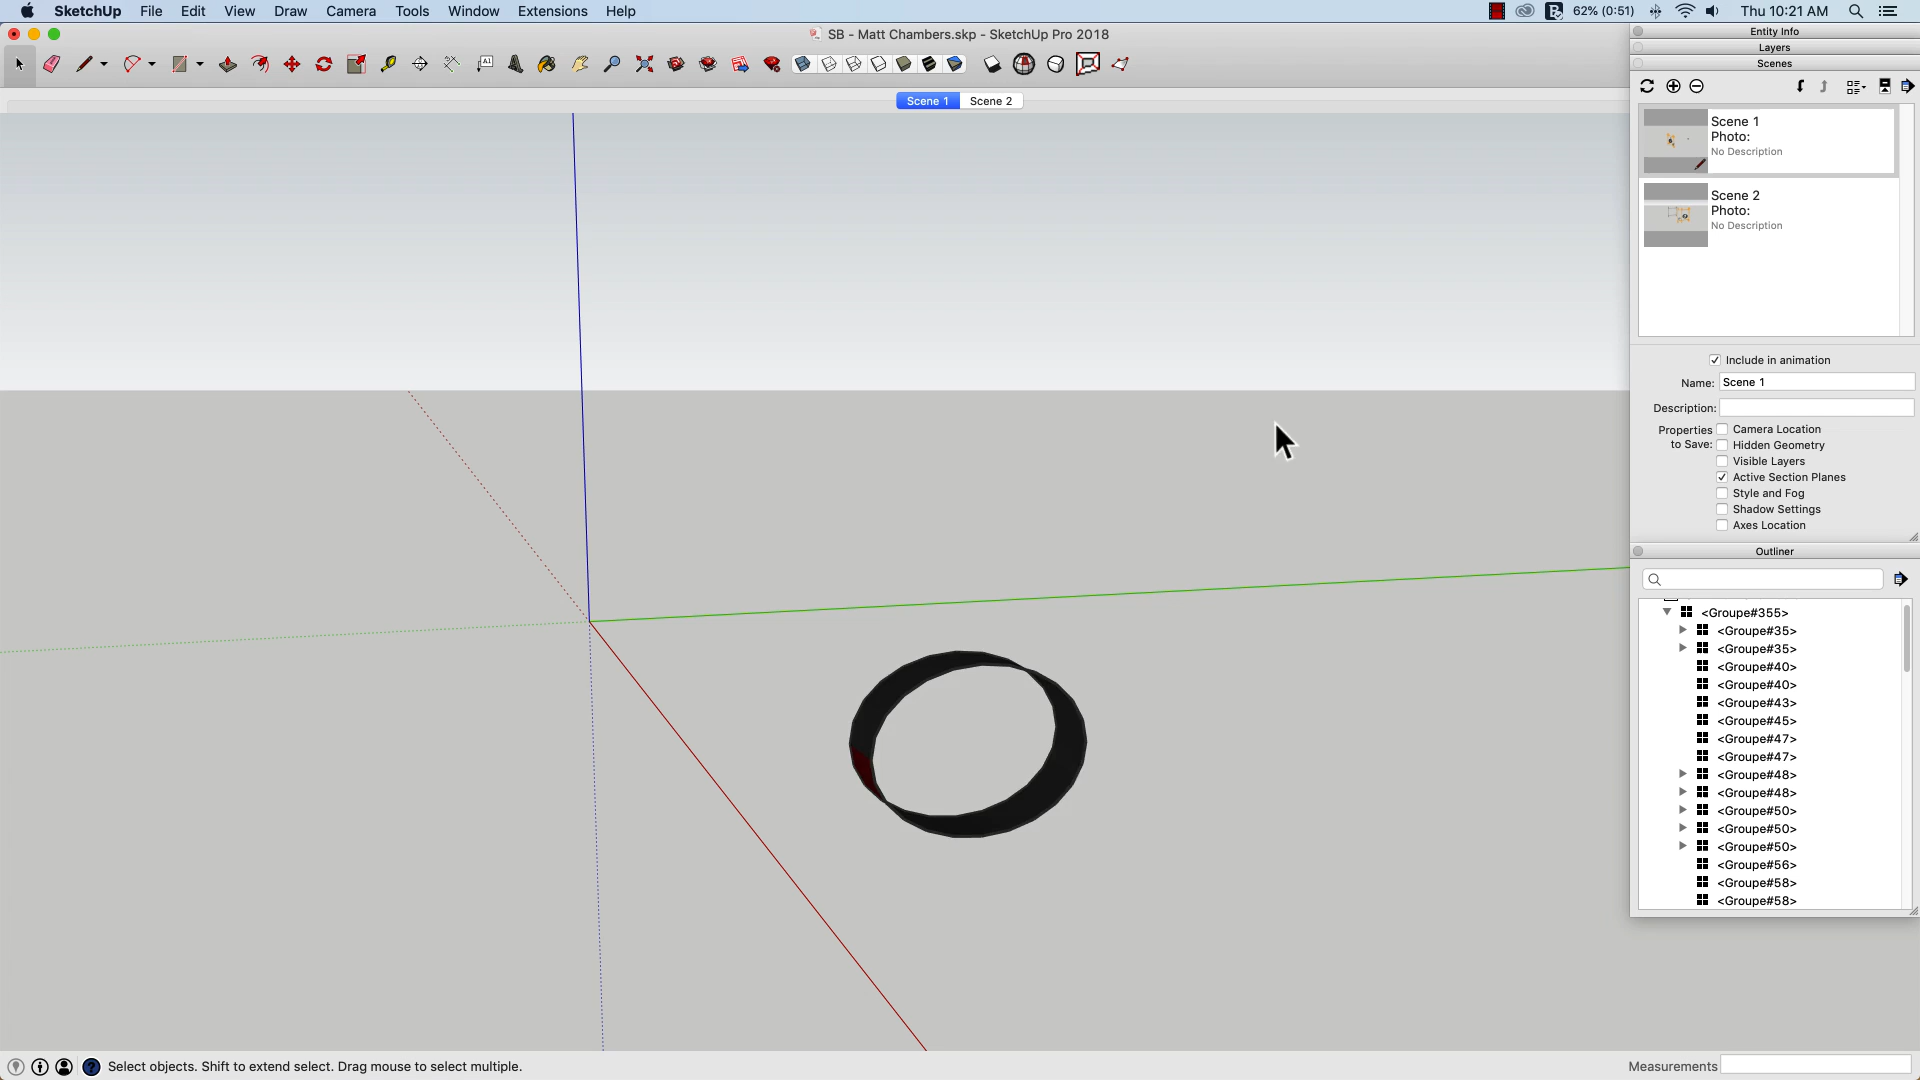 SketchUp File Edit View Draw Camera Tools Window Extensions Help
62% (0:51) Thu 10:21 AM
SB - Matt Chambers.skp - SketchUp Pro 2018
Scene 1 Scene 2
Entity Info
Layers
Scenes
Scene 1
Photo:
No Description
Scene 2
Photo:
No Description
Include in animation
Name: Scene 1
Description:
Properties to Save:
Camera Location
Hidden Geometry
Visible Layers
Active Section Planes
Style and Fog
Shadow Settings
Axes Location
Outliner
<Groupe#355>
<Groupe#35>
<Groupe#35>
<Groupe#40>
<Groupe#40>
<Groupe#43>
<Groupe#45>
<Groupe#47>
<Groupe#47>
<Groupe#48>
<Groupe#48>
<Groupe#50>
<Groupe#50>
<Groupe#50>
<Groupe#56>
<Groupe#58>
<Groupe#58>
Select objects. Shift to extend select. Drag mouse to select multiple.
Measurements